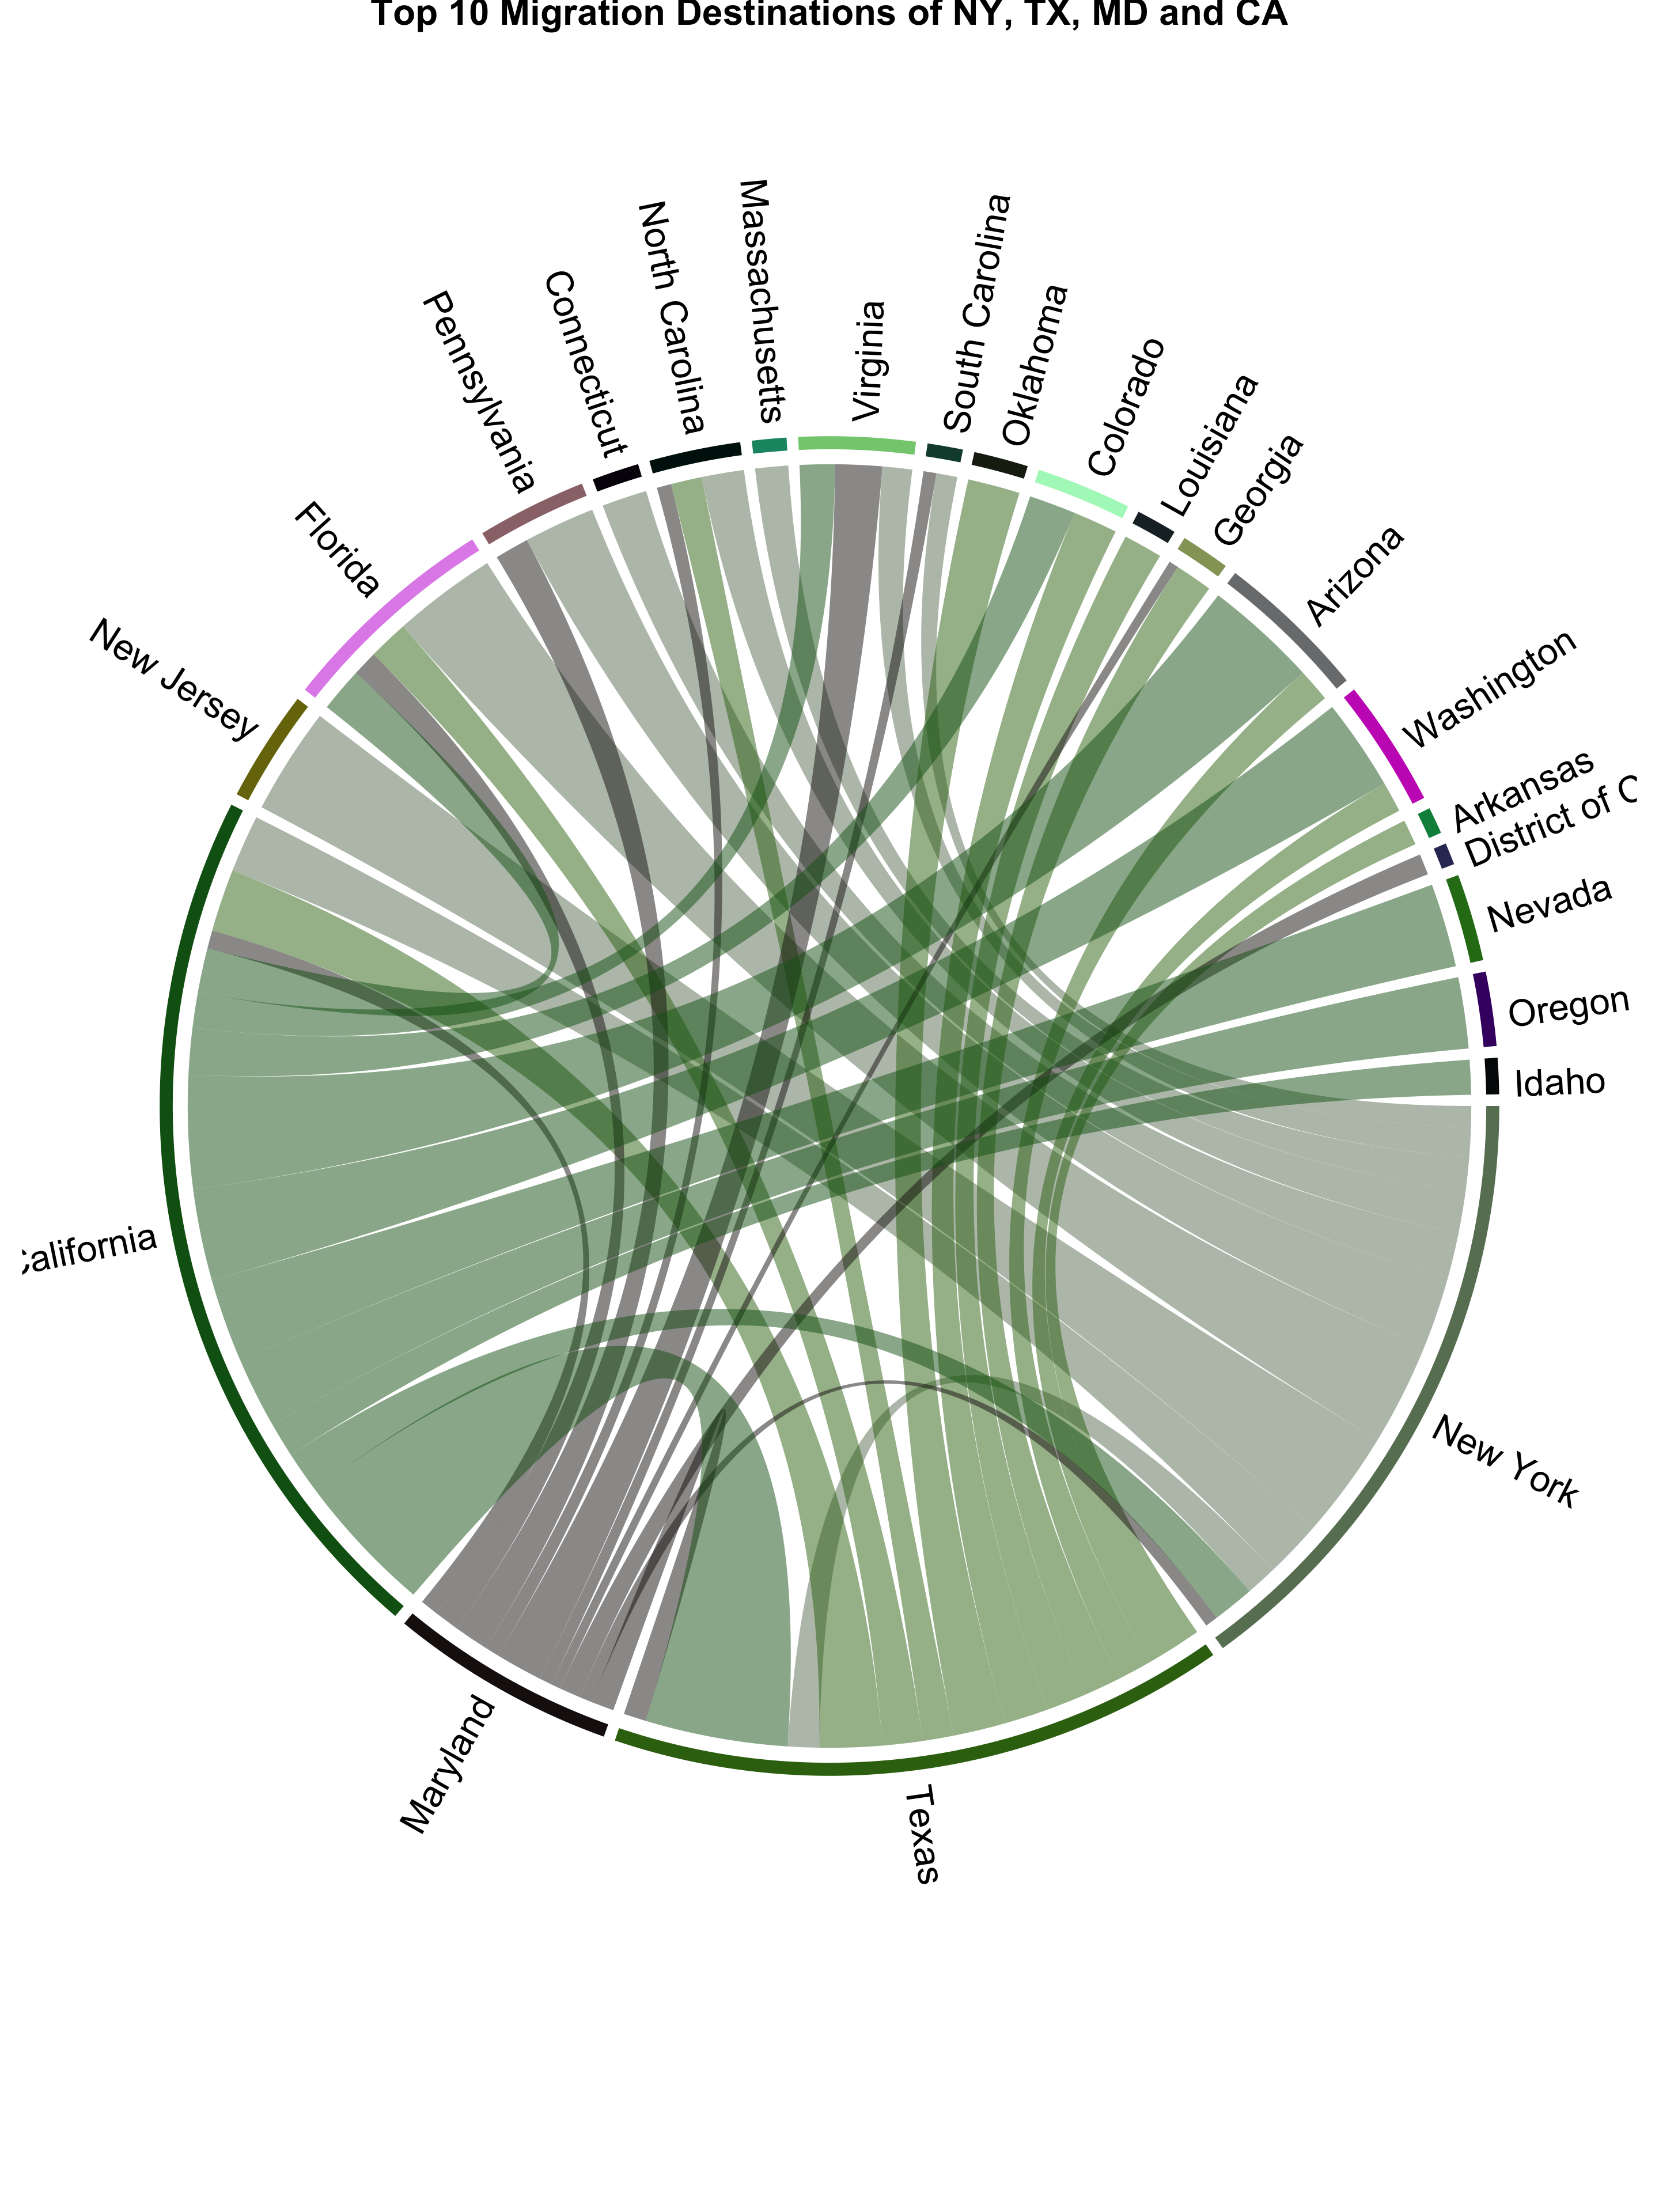 Top 10 Migration Destinations of NY, TX, MD and CA
Massachusetts
North Carolina
South Carolina
Connecticut
Pennsylvania
Virginia
Oklahoma
Colorado
Louisiana
Georgia
Florida
Arizona
New Jersey
Washington
Arkansas
District of C
Nevada
Oregon
Idaho
alifornia
New York
Maryland
Texas